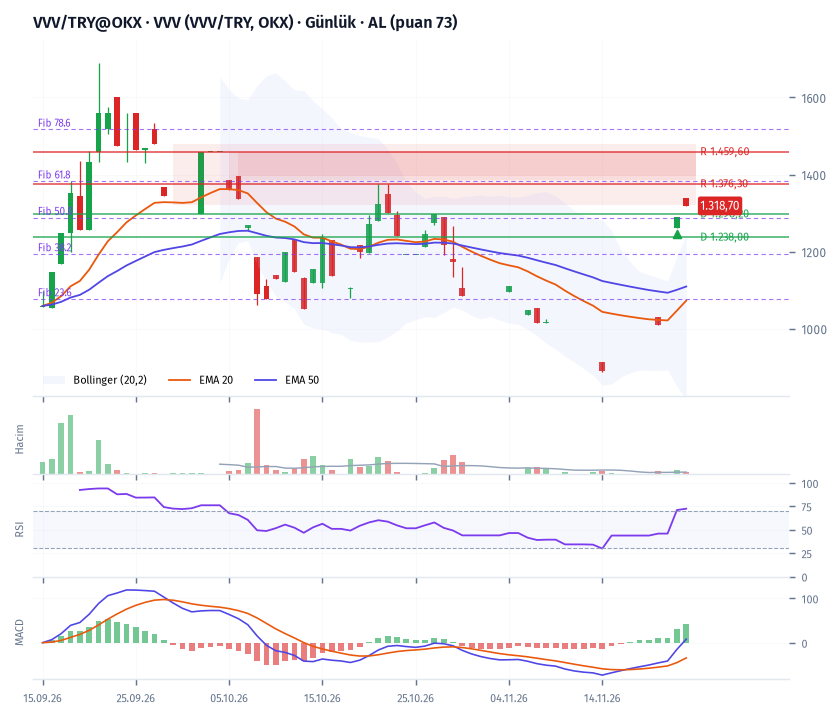 VVV/TRY@OKX · VVV (VVV/TRY, OKX) · Günlük · AL (puan 73)
1600
Fib 78.6
R 1.459,60
1400
Fib 61.8
R 1.376,30
1.318,70
Fib 50
D 1.238,00
1200
Fib 38.2
Fib 23.6
1000
Bollinger (20,2)
EMA 20
EMA 50
Hacim
100
75
RSI
25
0
100
MACD
0
15.09.26
25.09.26
05.10.26
15.10.26
25.10.26
04.11.26
14.11.26